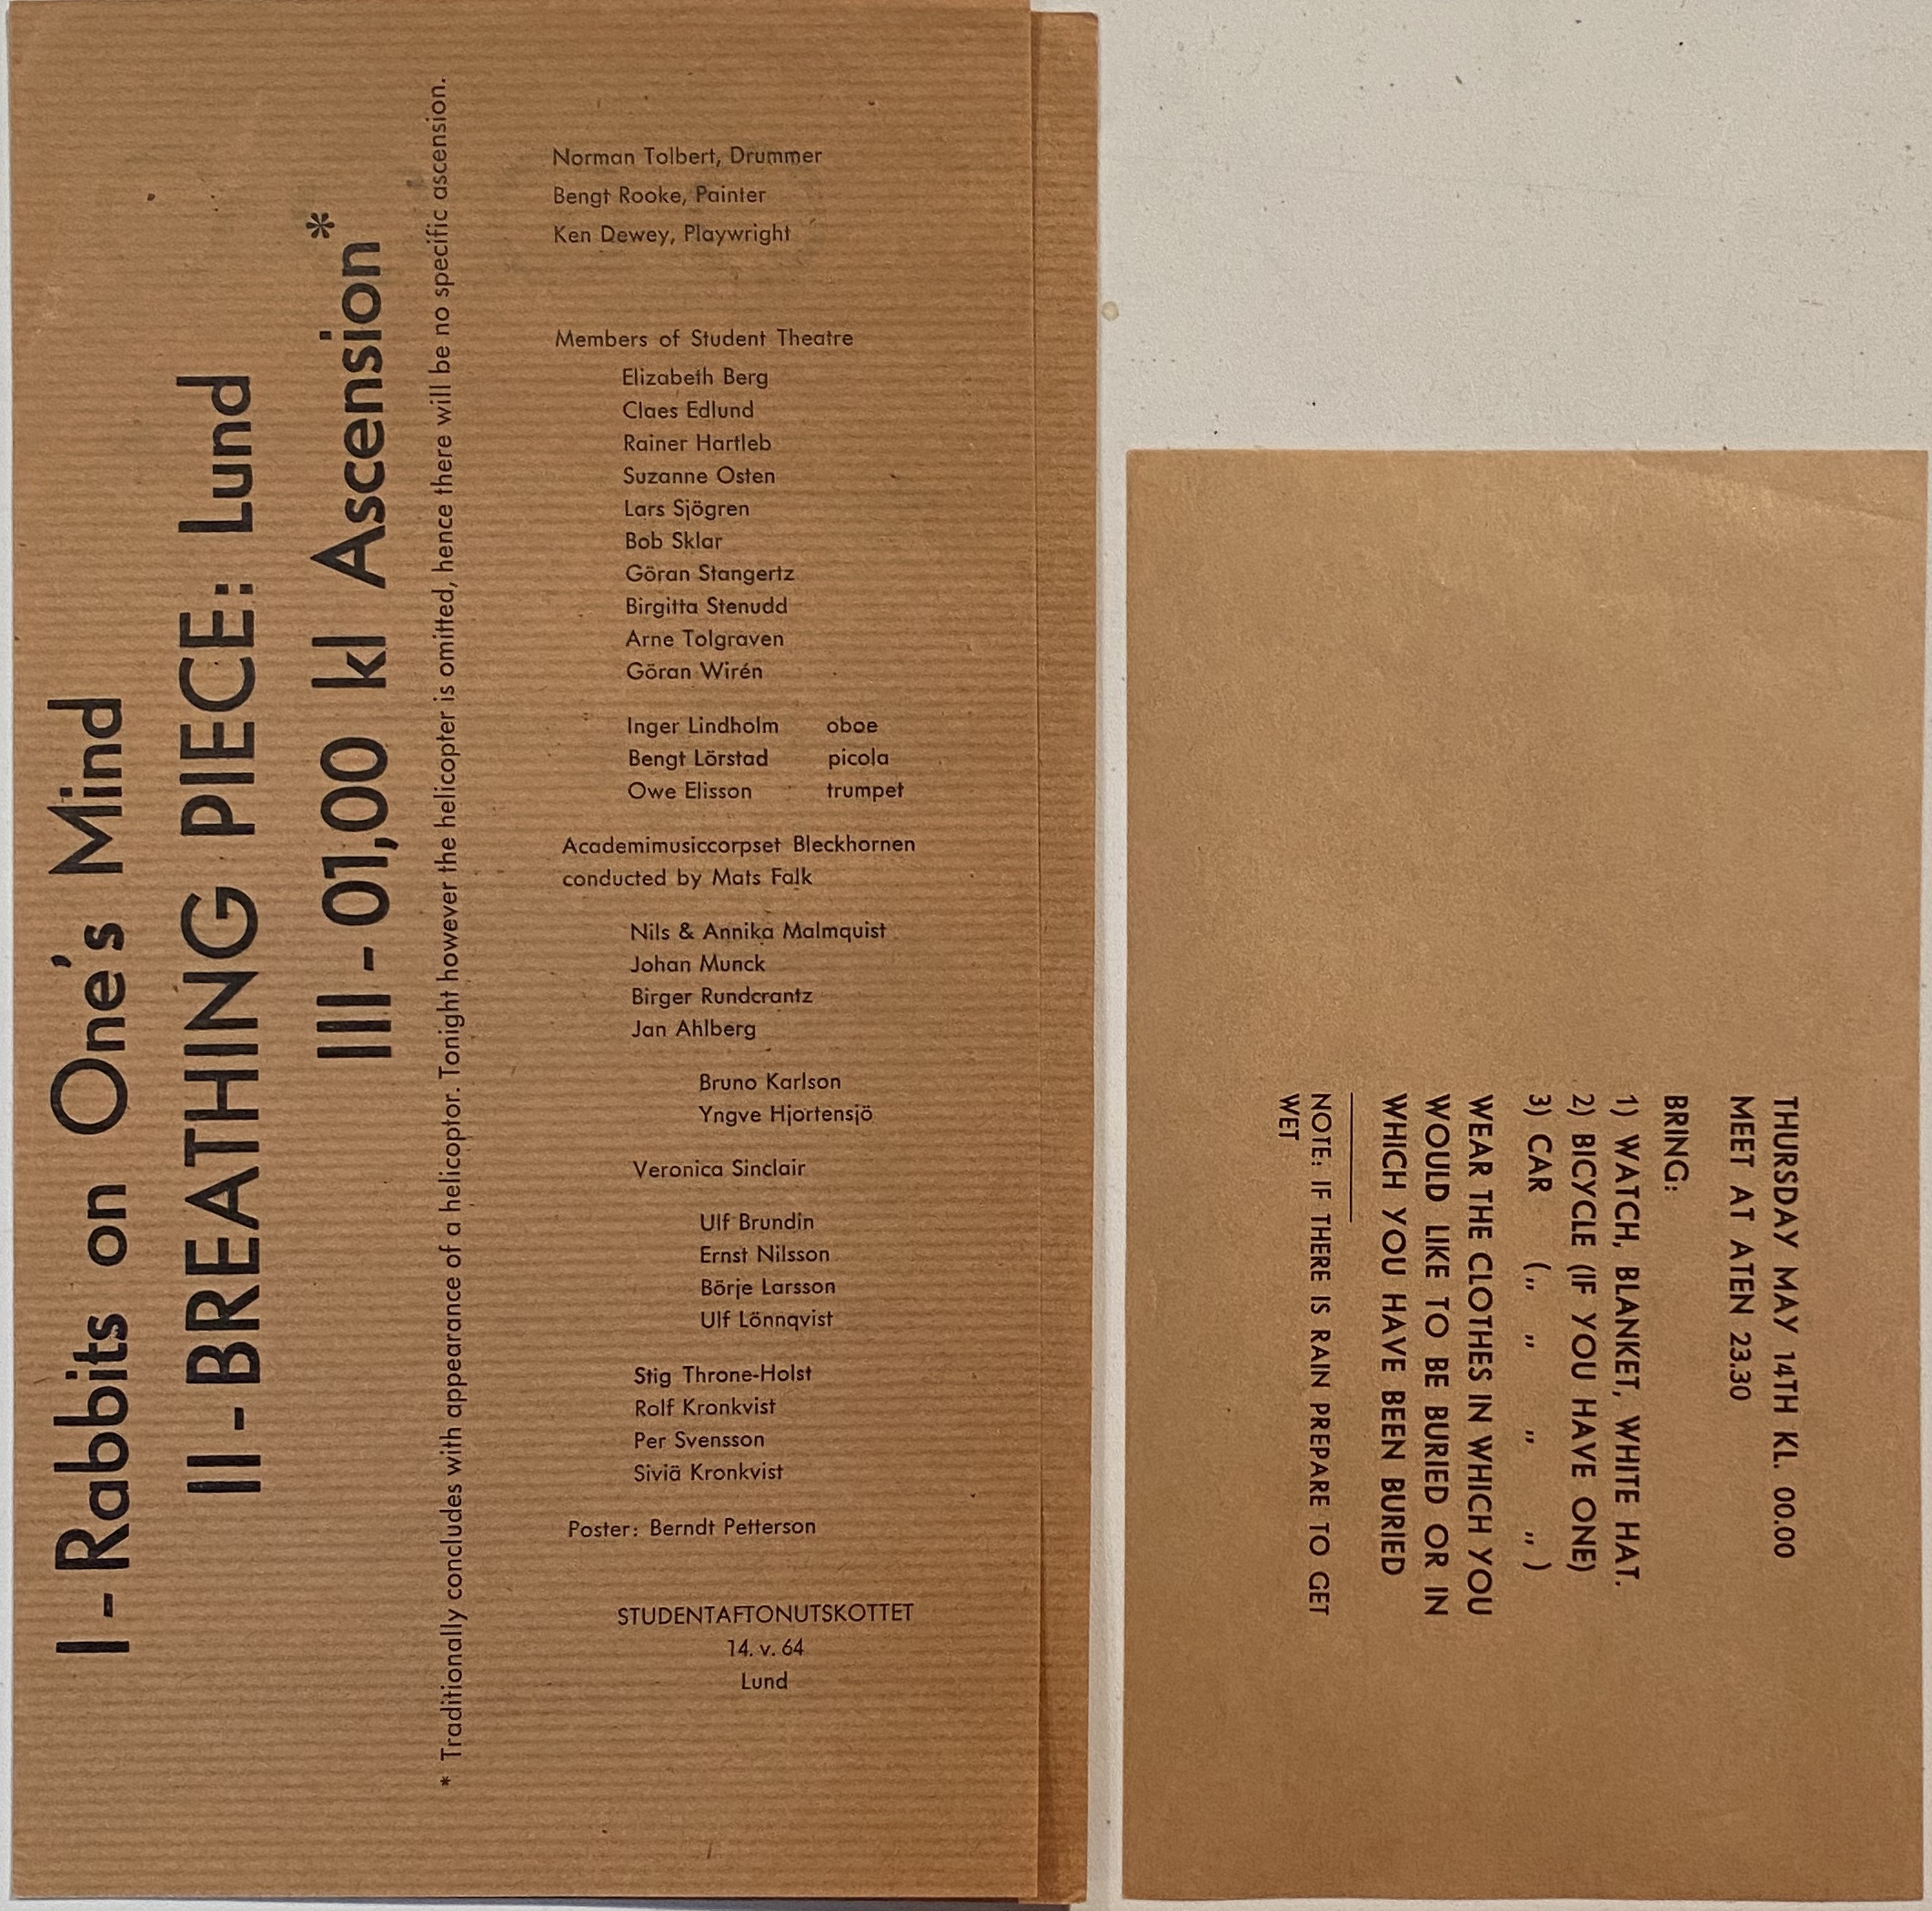 I - Rabbits on One's Mind
II - BREATHING PIECE: Lund
III - 01,00 kl Ascension*
* Traditionally concludes with appearance of a helicoptor. Tonight however the helicopter is omitted, hence there will be no specific ascension.
Norman Tolbert, Drummer
Bengt Rooke, Painter
Ken Dewey, Playwright
Members of Student Theatre
Elizabeth Berg
Claes Edlund
Rainer Hartleb
Suzanne Osten
Lars Sjögren
Bob Sklar
Göran Stangertz
Birgitta Stenudd
Arne Tolgraven
Göran Wirén
Inger Lindholm oboe
Bengt Lörstad picola
Owe Elisson trumpet
Academimusiccorpset Bleckhornen
conducted by Mats Falk
Nils & Annika Malmquist
Johan Munck
Birger Rundcrantz
Jan Ahlberg
Bruno Karlson
Yngve Hjortensjö
Veronica Sinclair
Ulf Brundin
Ernst Nilsson
Börje Larsson
Ulf Lönnqvist
Stig Throne-Holst
Rolf Kronkvist
Per Svensson
Siviä Kronkvist
Poster: Berndt Petterson
STUDENTAFTONUTSKOTTET
14. v. 64
Lund
THURSDAY MAY 14TH KL. 00.00
MEET AT ATEN 23.30
BRING:
1) WATCH, BLANKET, WHITE HAT.
2) BICYCLE (IF YOU HAVE ONE)
3) CAR („ „ „ „)
WEAR THE CLOTHES IN WHICH YOU
WOULD LIKE TO BE BURIED OR IN
WHICH YOU HAVE BEEN BURIED
NOTE: IF THERE IS RAIN PREPARE TO GET
WET